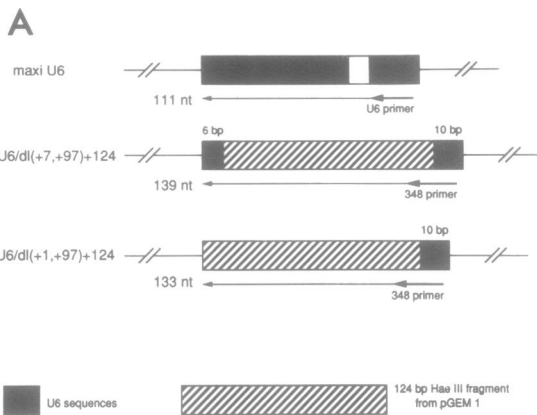 A
maxi U6
111 nt
U6 primer
6 bp
10 bp
U6/dl(+7,+97)+124
139 nt
348 primer
10 bp
U6/dl(+1,+97)+124
133 nt
348 primer
U6 sequences
124 bp Hae III fragment
from pGEM 1